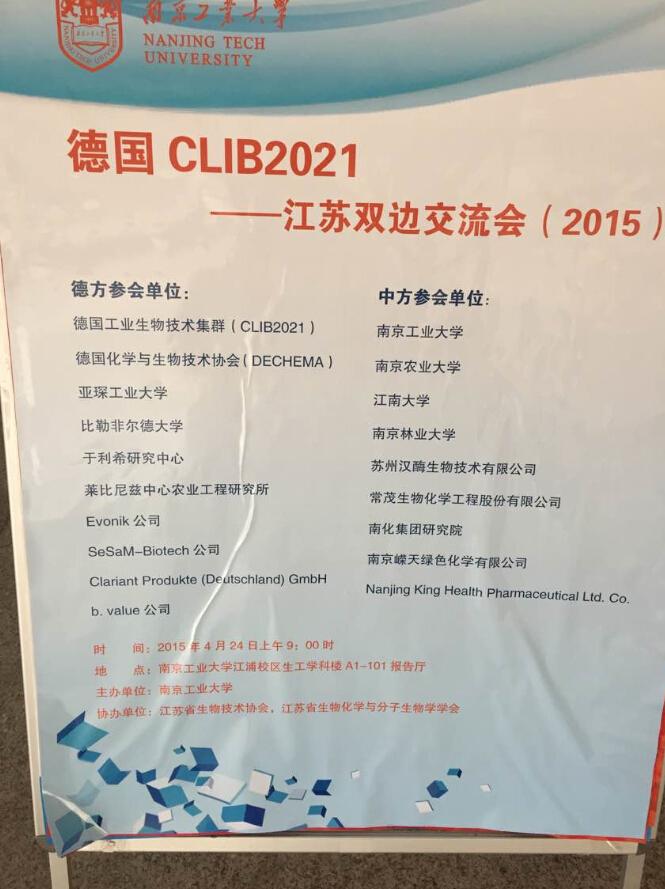 南京工业大学
NANJING TECH
UNIVERSITY
德国 CLIB2021
——江苏双边交流会（2015）
德方参会单位：
德国工业生物技术集群（CLIB2021）
德国化学与生物技术协会（DECHEMA）
亚琛工业大学
比勒非尔德大学
于利希研究中心
莱比尼兹中心农业工程研究所
Evonik 公司
SeSaM-Biotech 公司
Clariant Produkte (Deutschland) GmbH
b. value 公司
中方参会单位：
南京工业大学
南京农业大学
江南大学
南京林业大学
苏州汉酶生物技术有限公司
常茂生物化学工程股份有限公司
南化集团研究院
南京嵘天绿色化学有限公司
Nanjing King Health Pharmaceutical Ltd. Co.
时 间：2015 年 4 月 24 日上午 9：00 时
地 点：南京工业大学江浦校区生工学科楼 A1-101 报告厅
主办单位：南京工业大学
协办单位：江苏省生物技术协会，江苏省生物化学与分子生物学学会